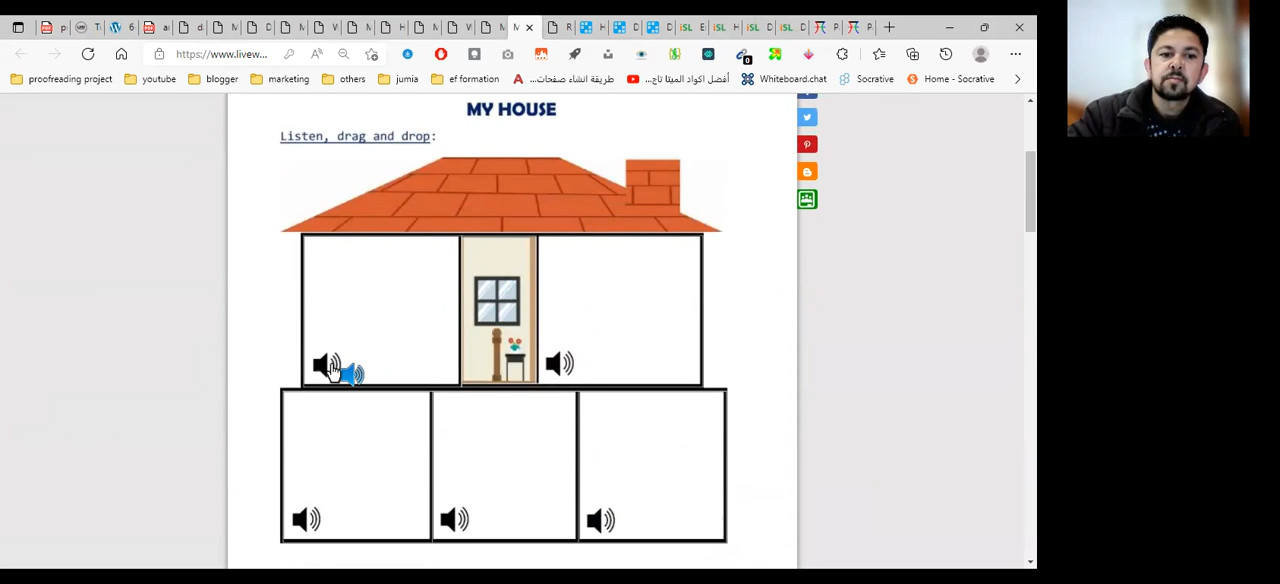 https://www.livew...
proofreading project
youtube
blogger
marketing
others
jumia
ef formation
طريقة انشاء صفحات...
أفضل اكواد الميتا تاج...
Whiteboard.chat
Socrative
Home - Socrative
MY HOUSE
Listen, drag and drop: